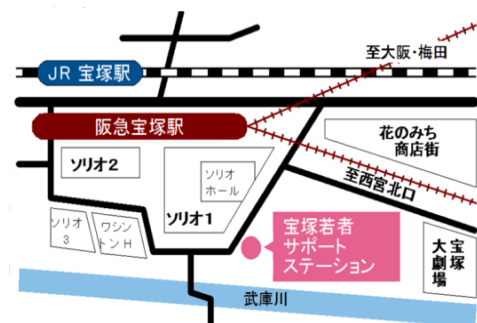 至大阪・梅田
JR 宝塚駅
阪急宝塚駅
花のみち
商店街
ソリオ2
ソリオ
ホール
至西宮北口
ソリオ1
ソリオ
3
ワシン
トンH
宝塚若者
サポート
ステーション
宝塚
大劇場
武庫川